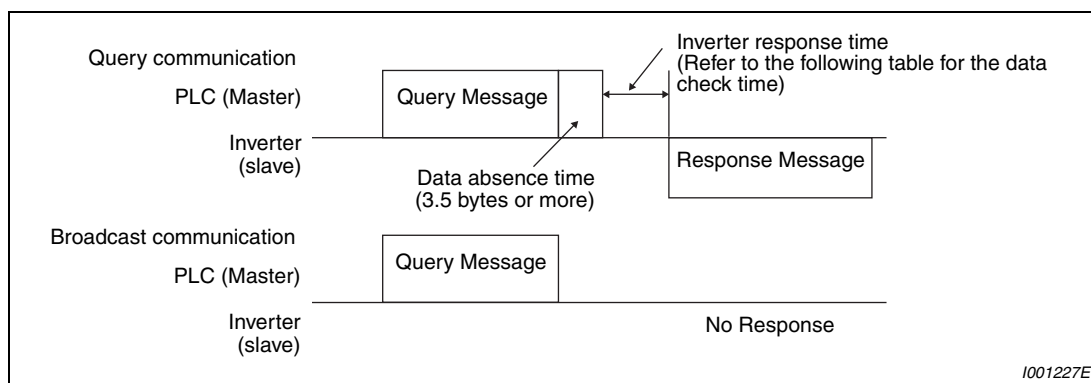 Query communication
PLC (Master)
Inverter
(slave)
Query Message
Data absence time
(3.5 bytes or more)
Inverter response time
(Refer to the following table for the data
check time)
Response Message
Broadcast communication
PLC (Master)
Inverter
(slave)
Query Message
No Response
I001227E